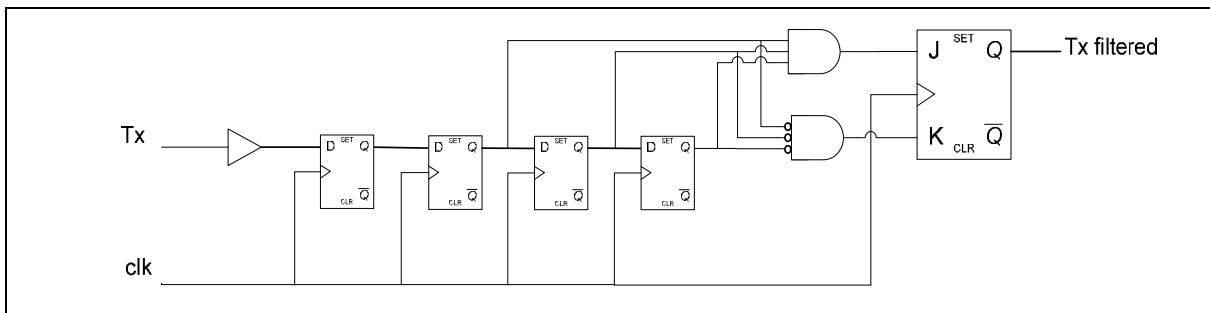 Tx
clk
D SET Q
Q
CLR
D SET Q
Q
CLR
D SET Q
Q
CLR
D SET Q
Q
CLR
J SET Q
K Q
CLR
Tx filtered